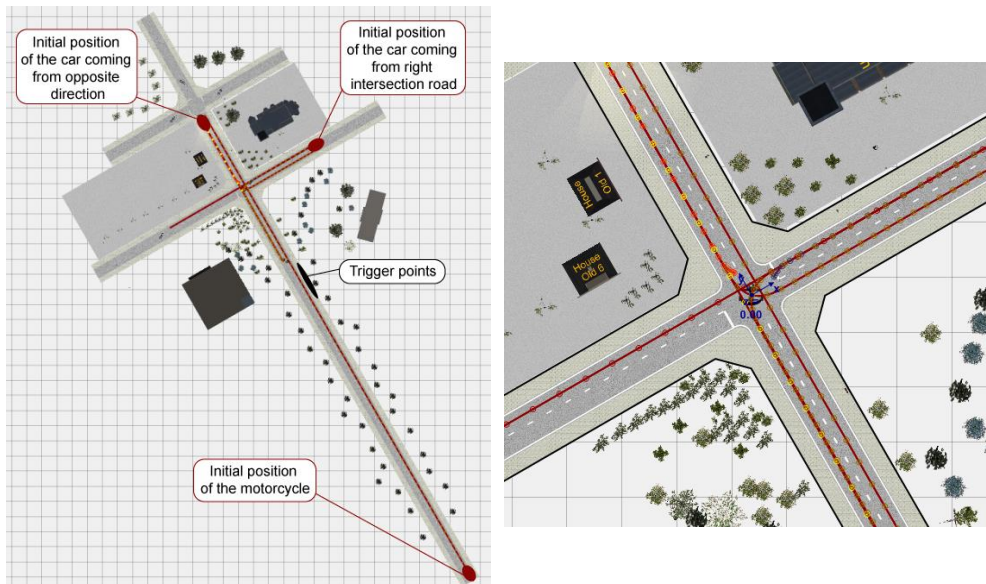 Initial position
of the car coming
from opposite
direction
Initial position
of the car coming
from right
intersection road
Trigger points
Initial position
of the motorcycle
House
Old 1
House
Old 6
x
0.00